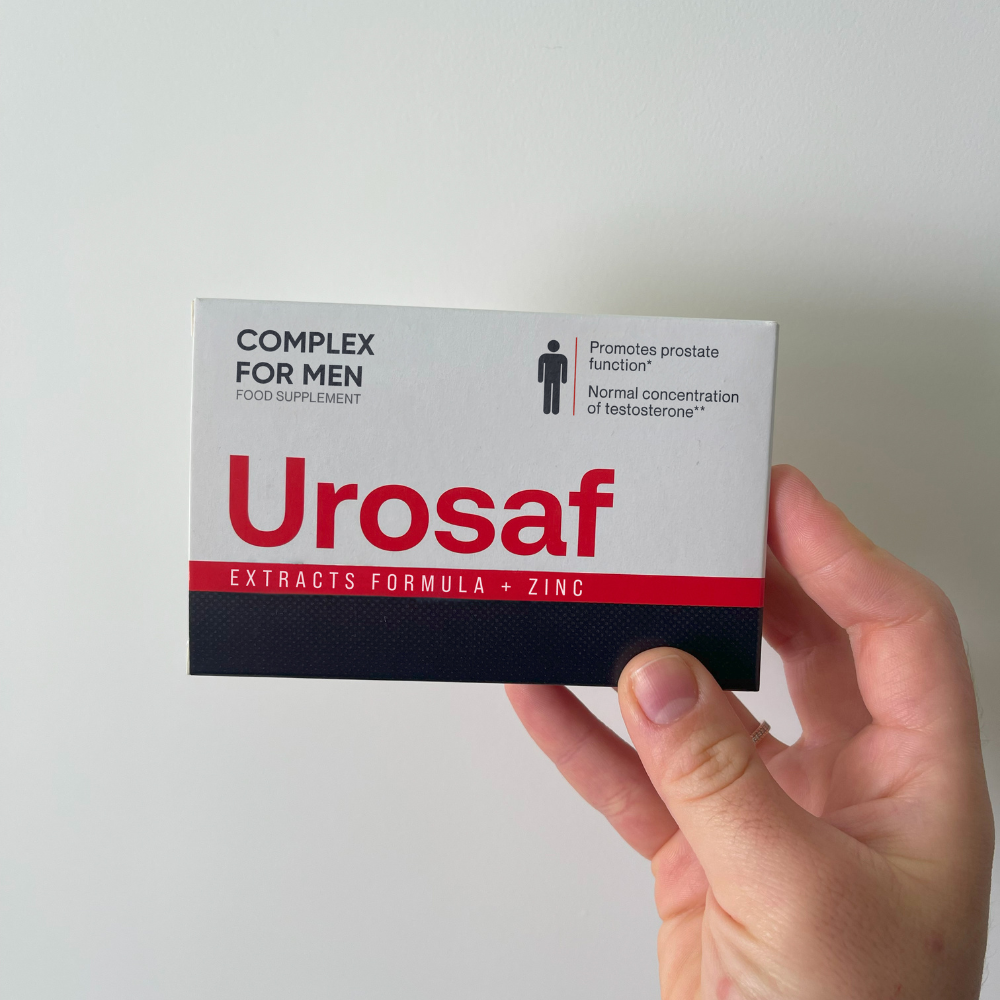 COMPLEX
FOR MEN
FOOD SUPPLEMENT
Promotes prostate
function*
Normal concentration
of testosterone**
Urosaf
EXTRACTS FORMULA + ZINC